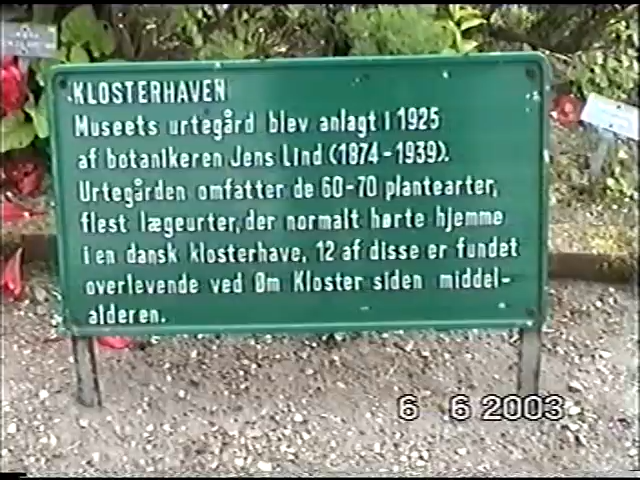 KLOSTERHAVEN
Museets urtegård blev anlagt i 1925
af botanikeren Jens Lind (1874-1939).
Urtegården omfatter de 60-70 plantearter,
flest lægeurter, der normalt hørte hjemme
i en dansk klosterhave. 12 af disse er fundet
overlevende ved Øm Kloster siden middel-
alderen.
6 6 2003